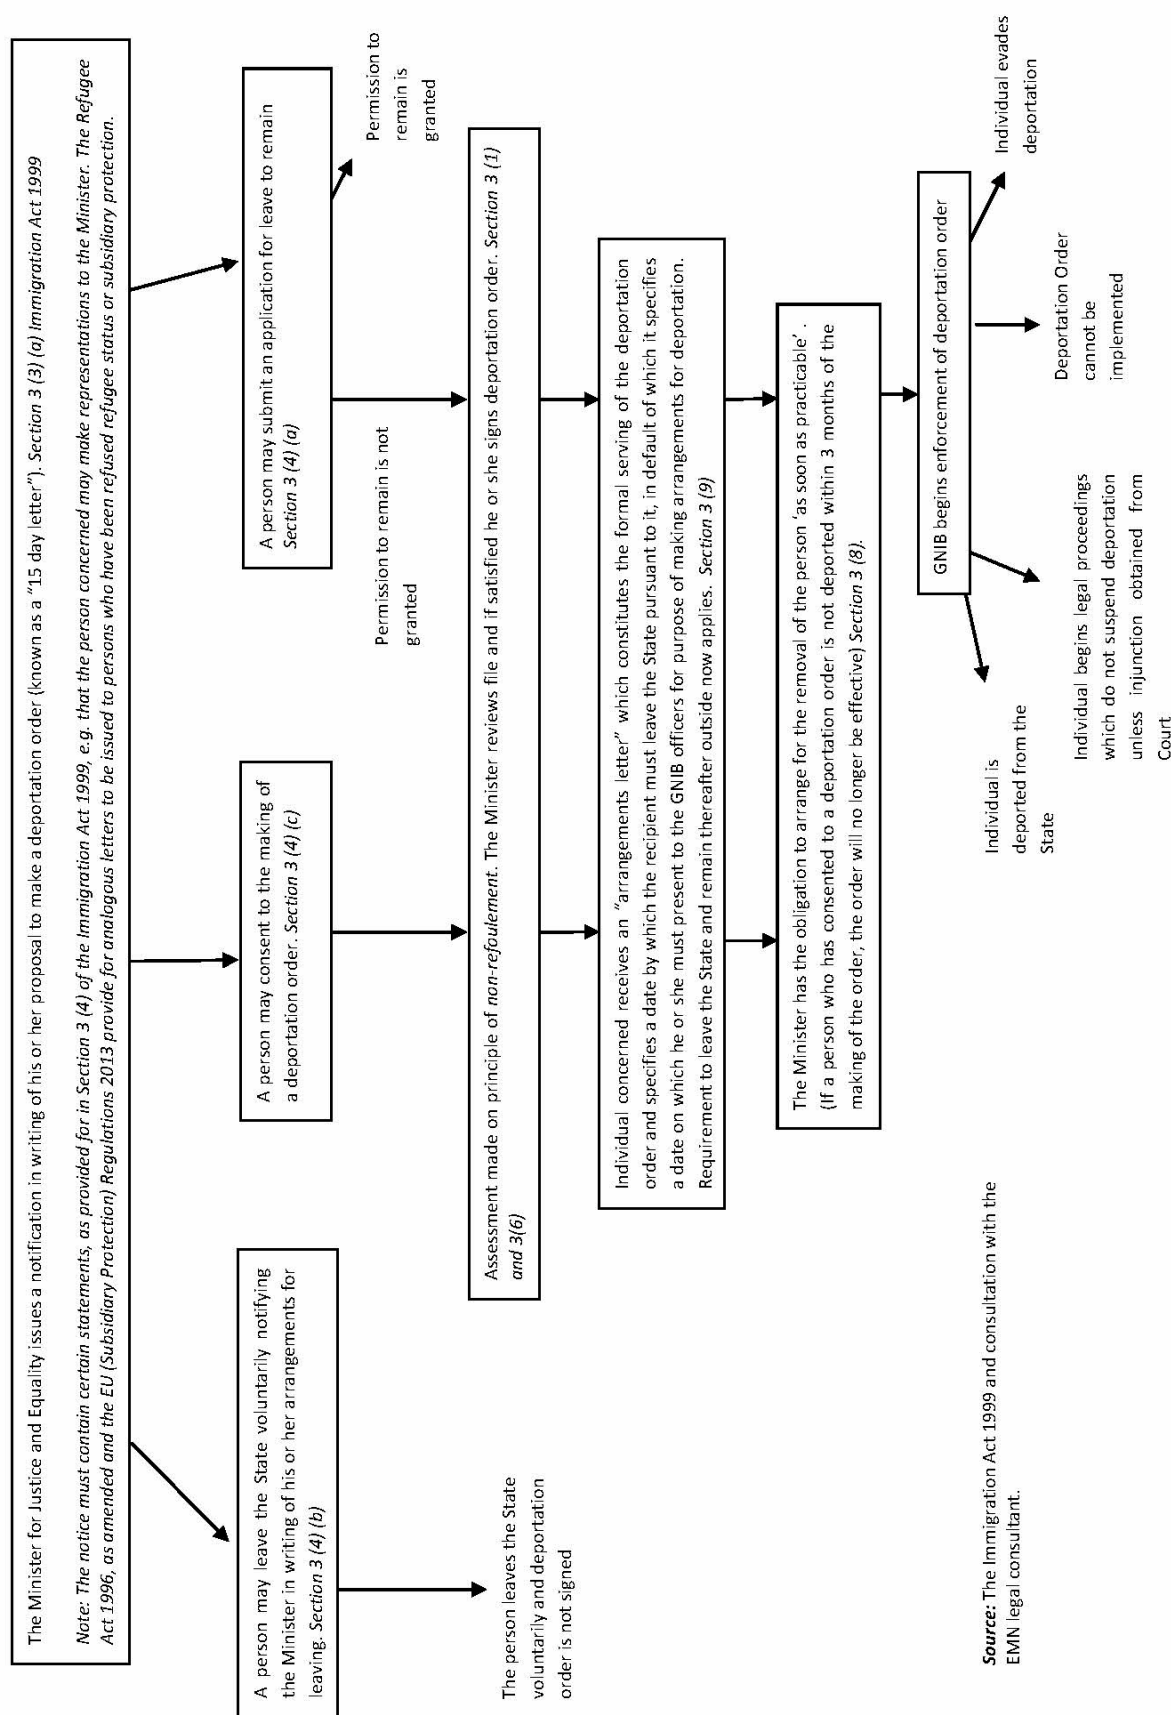 The Minister for Justice and Equality issues a notification in writing of his or her proposal to make a deportation order (known as a "15 day letter"). Section 3 (3) (a) Immigration Act 1999
Note: The notice must contain certain statements, as provided for in Section 3 (4) of the Immigration Act 1999, e.g. that the person concerned may make representations to the Minister. The Refugee
Act 1996, as amended and the EU (Subsidiary Protection) Regulations 2013 provide for analogous letters to be issued to persons who have been refused refugee status or subsidiary protection.
A person may leave the State voluntarily notifying
the Minister in writing of his or her arrangements for
leaving. Section 3 (4) (b)
A person may consent to the making of
a deportation order. Section 3 (4) (c)
A person may submit an application for leave to remain
Section 3 (4) (a)
Permission to remain is not
granted
Permission to
remain is
granted
The person leaves the State
voluntarily and deportation
order is not signed
Assessment made on principle of non-refoulement. The Minister reviews file and if satisfied he or she signs deportation order. Section 3 (1)
and 3(6)
Individual concerned receives an "arrangements letter" which constitutes the formal serving of the deportation
order and specifies a date by which the recipient must leave the State pursuant to it, in default of which it specifies
a date on which he or she must present to the GNIB officers for purpose of making arrangements for deportation.
Requirement to leave the State and remain thereafter outside now applies. Section 3 (9)
The Minister has the obligation to arrange for the removal of the person 'as soon as practicable'.
(If a person who has consented to a deportation order is not deported within 3 months of the
making of the order, the order will no longer be effective) Section 3 (8).
GNIB begins enforcement of deportation order
Individual is
deported from the
State
Individual begins legal proceedings
which do not suspend deportation
unless injunction obtained from
Court
Deportation Order
cannot be
implemented
Individual evades
deportation
Source: The Immigration Act 1999 and consultation with the
EMN legal consultant.